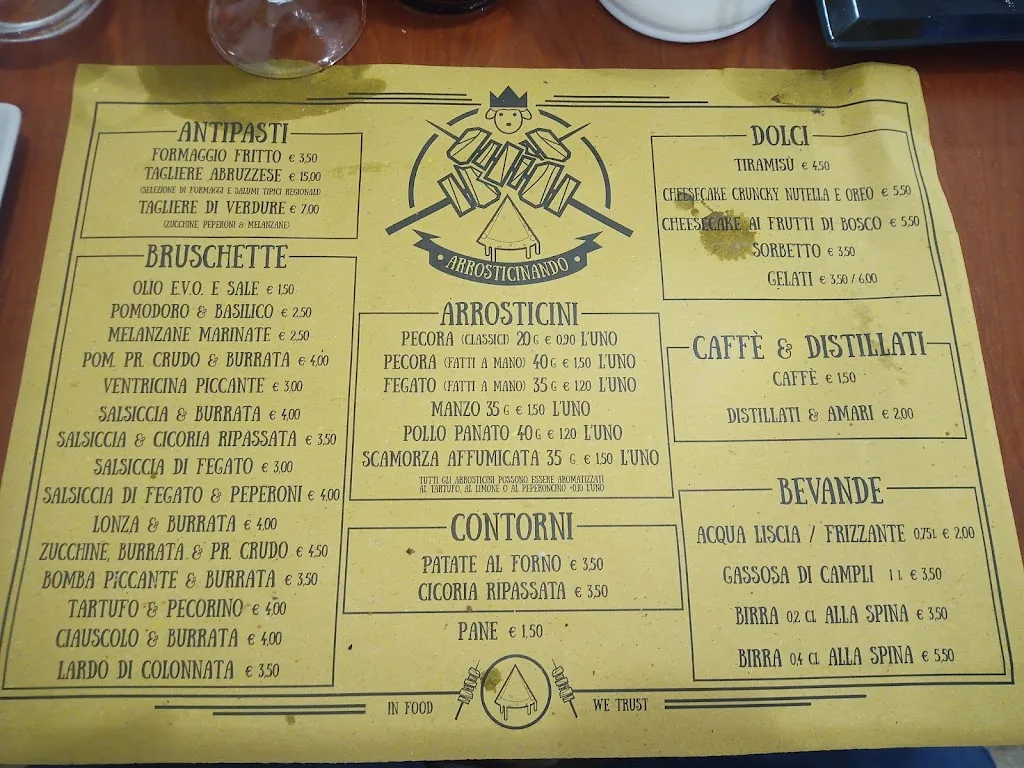 ANTIPASTI
FORMAGGIO FRITTO € 3,50
TAGLIERE ABRUZZESE € 15,00
(SELEZIONE DI FORMAGGI E SALUMI TIPICI REGIONALI)
TAGLIERE DI VERDURE € 7,00
(ZUCCHINE PEPERONI & MELANZANE)
BRUSCHETTE
OLIO E.V.O. E SALE € 1,50
POMODORO & BASILICO € 2,50
MELANZANE MARINATE € 2,50
POM. PR. CRUDO & BURRATA € 4,00
VENTRICINA PICCANTE € 3,00
SALSICCIA & BURRATA € 4,00
SALSICCIA & CICORIA RIPASSATA € 3,50
SALSICCIA DI FEGATO € 3,00
SALSICCIA DI FEGATO & PEPERONI € 4,00
LONZA & BURRATA € 4,00
ZUCCHINE, BURRATA & PR. CRUDO € 4,50
BOMBA PICCANTE & BURRATA € 3,50
TARTUFO & PECORINO € 4,00
CIAUSCOLO & BURRATA € 4,00
LARDO DI COLONNATA € 3,50
ARROSTICINANDO
ARROSTICINI
PECORA (CLASSICI) 20 G € 0,90 L'UNO
PECORA (FATTI A MANO) 40 G € 1,50 L'UNO
FEGATO (FATTI A MANO) 35 G € 1,20 L'UNO
MANZO 35 G € 1,50 L'UNO
POLLO PANATO 40 G € 1,20 L'UNO
SCAMORZA AFFUMICATA 35 G € 1,50 L'UNO
TUTTI GLI ARROSTICINI POSSONO ESSERE AROMATIZZATI
AL TARTUFO, AL LIMONE O AL PEPERONCINO +0,10 L'UNO
CONTORNI
PATATE AL FORNO € 3,50
CICORIA RIPASSATA € 3,50
PANE € 1,50
DOLCI
TIRAMISÙ € 4,50
CHEESECAKE CRUNCKY NUTELLA E OREO € 5,50
CHEESECAKE AI FRUTTI DI BOSCO € 5,50
SORBETTO € 3,50
GELATI € 3,50 / 6,00
CAFFÈ & DISTILLATI
CAFFÈ € 1,50
DISTILLATI & AMARI € 2,00
BEVANDE
ACQUA LISCIA / FRIZZANTE 0,75L € 2,00
GASSOSA DI CAMPLI 1 L € 3,50
BIRRA 0,2 CL ALLA SPINA € 3,50
BIRRA 0,4 CL ALLA SPINA € 5,50
IN FOOD WE TRUST